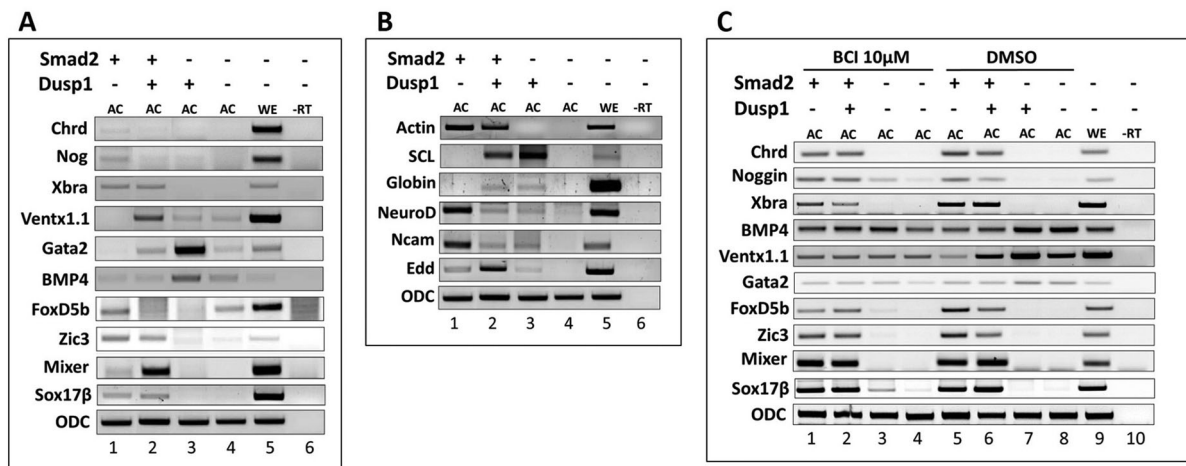 A
Smad2 + + - - -
Dusp1 - + + - -
AC AC AC AC WE -RT
Chrd
Nog
Xbra
Ventx1.1
Gata2
BMP4
FoxD5b
Zic3
Mixer
Sox17β
ODC
1 2 3 4 5 6
B
Smad2 + + - - -
Dusp1 - + + - -
AC AC AC AC WE -RT
Actin
SCL
Globin
NeuroD
Ncam
Edd
ODC
1 2 3 4 5 6
C
BCI 10μM DMSO
Smad2 + + - - + + - - -
Dusp1 - + - - - + + - -
AC AC AC AC AC AC AC AC WE -RT
Chrd
Noggin
Xbra
BMP4
Ventx1.1
Gata2
FoxD5b
Zic3
Mixer
Sox17β
ODC
1 2 3 4 5 6 7 8 9 10